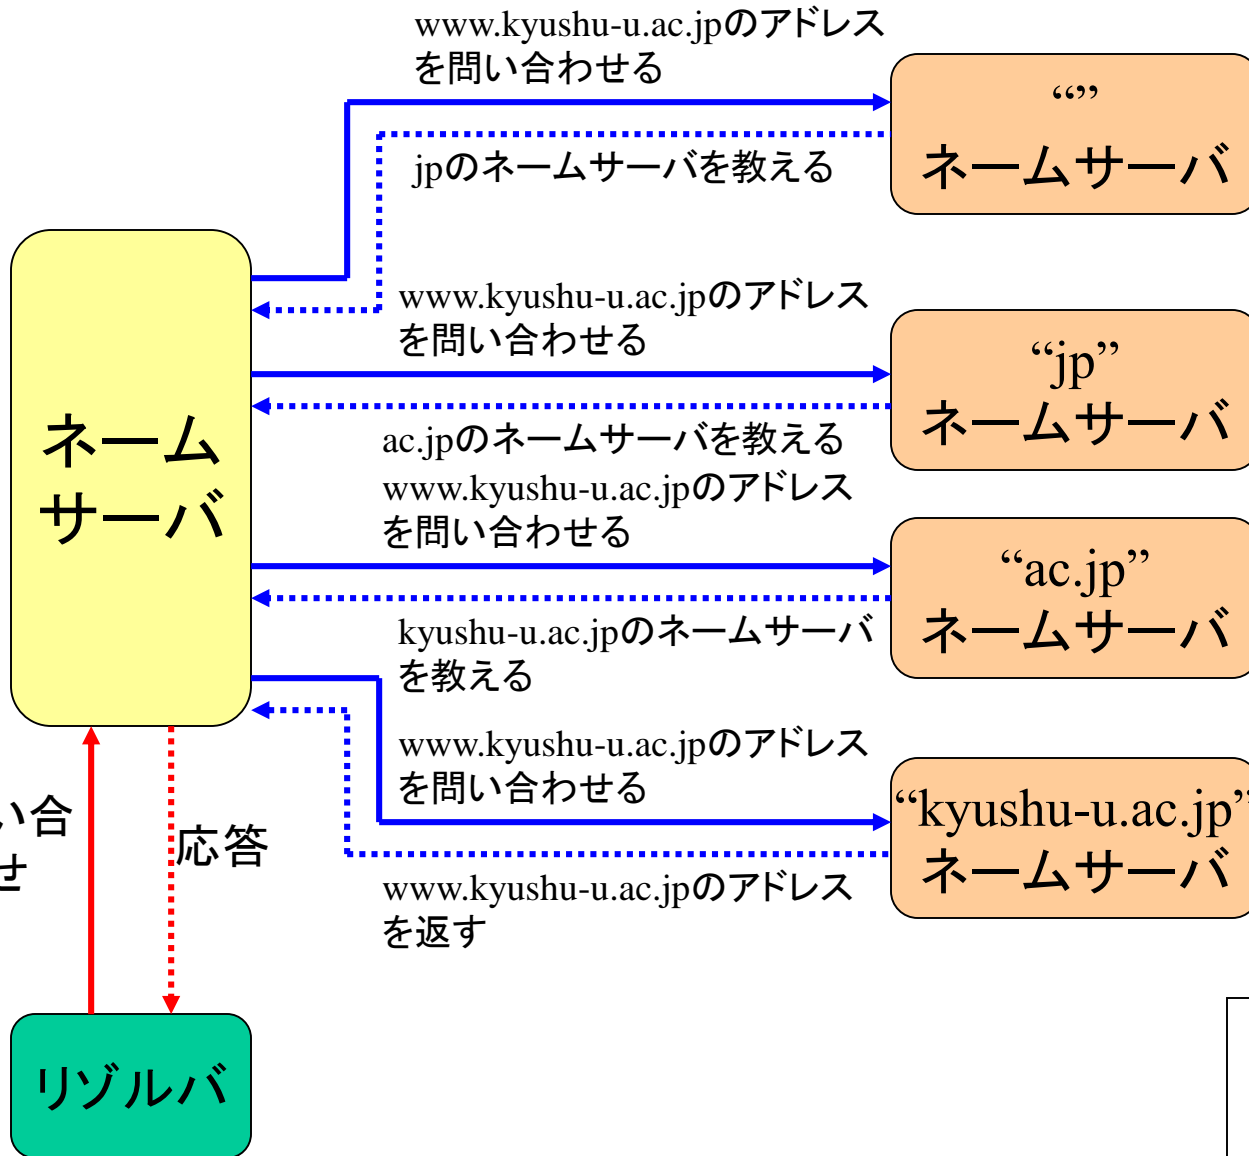 www.kyushu-u.ac.jpのアドレス
を問い合わせる
“”
ネームサーバ
jpのネームサーバを教える
www.kyushu-u.ac.jpのアドレス
を問い合わせる
“jp”
ネームサーバ
ネーム
サーバ
ac.jpのネームサーバを教える
www.kyushu-u.ac.jpのアドレス
を問い合わせる
“ac.jp”
ネームサーバ
kyushu-u.ac.jpのネームサーバ
を教える
www.kyushu-u.ac.jpのアドレス
を問い合わせる
“kyushu-u.ac.jp”
ネームサーバ
い合
せ
応答
www.kyushu-u.ac.jpのアドレス
を返す
リゾルバ